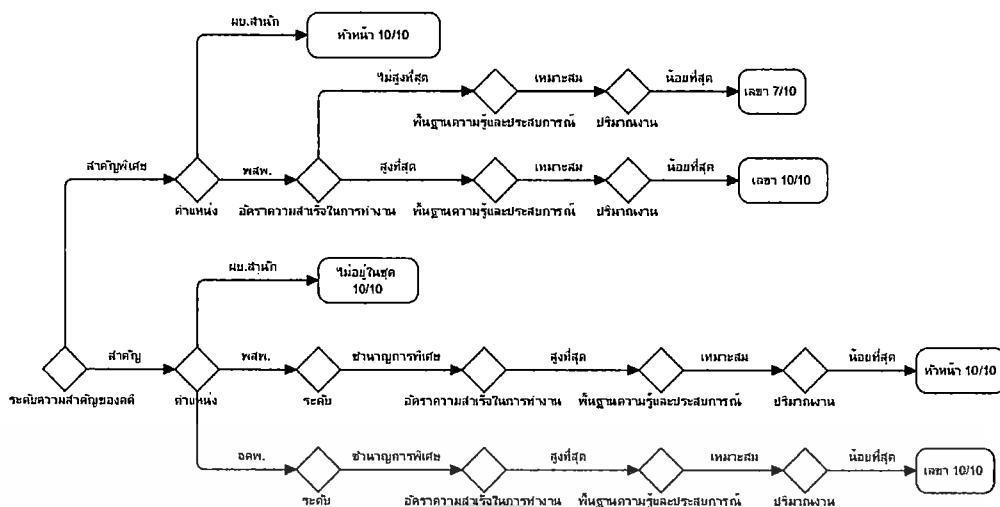 ผบ.สำนัก
หัวหน้า 10/10
ไม่สูงที่สุด
เหมาะสม
น้อยที่สุด
เลขา 7/10
พื้นฐานความรู้และประสบการณ์
ปริมาณงาน
สำคัญพิเศษ
พสพ.
สูงที่สุด
เหมาะสม
น้อยที่สุด
เลขา 10/10
ตำแหน่ง
อัตราความสำเร็จในการทำงาน
พื้นฐานความรู้และประสบการณ์
ปริมาณงาน
ผบ.สำนัก
ไม่อยู่ในชุด
10/10
สำคัญ
พสพ.
ชำนาญการพิเศษ
สูงที่สุด
เหมาะสม
น้อยที่สุด
หัวหน้า 10/10
ระดับความสำคัญของคดี
ตำแหน่ง
ระดับ
อัตราความสำเร็จในการทำงาน
พื้นฐานความรู้และประสบการณ์
ปริมาณงาน
จคพ.
ชำนาญการพิเศษ
สูงที่สุด
เหมาะสม
น้อยที่สุด
เลขา 10/10
ระดับ
อัตราความสำเร็จในการทำงาน
พื้นฐานความรู้และประสบการณ์
ปริมาณงาน